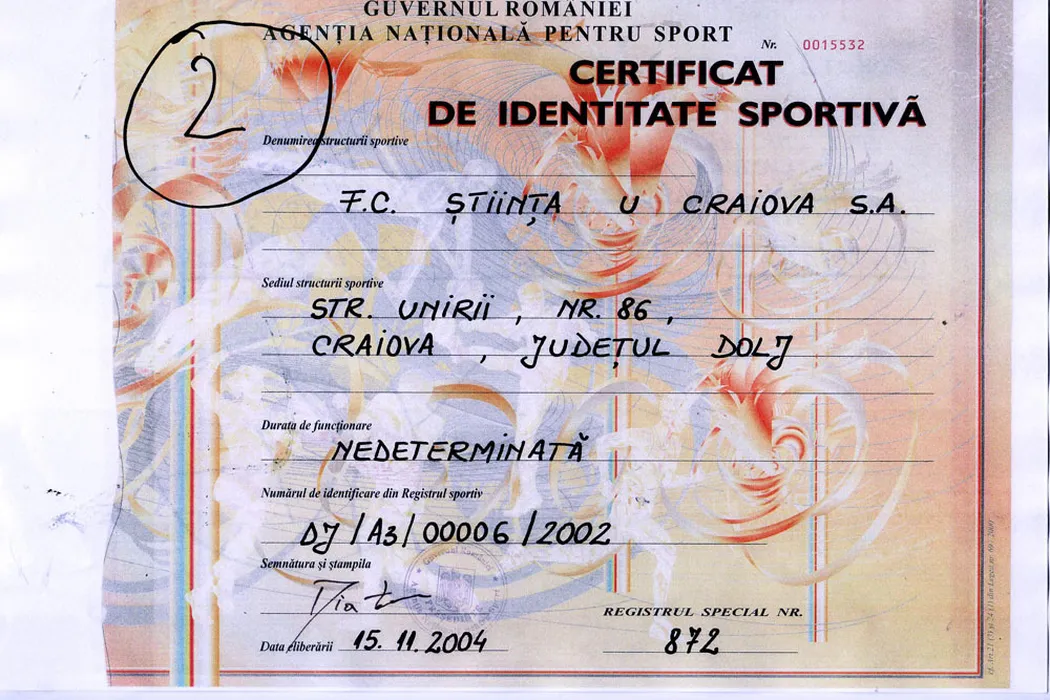 GUVERNUL ROMÂNIEI
AGENȚIA NAȚIONALĂ PENTRU SPORT
Nr. 0015532
2
CERTIFICAT
DE IDENTITATE SPORTIVĂ
Denumirea structurii sportive
F.C. ȘTIINȚA U CRAIOVA S.A.
Sediul structurii sportive
STR. UNIRII, NR. 86,
CRAIOVA, JUDEȚUL DOLJ
Durata de funcționare
NEDETERMINATĂ
Numărul de identificare din Registrul sportiv
DJ/A3/00006/2002
Semnătura și ștampila
REGISTRUL SPECIAL NR.
872
Data eliberării 15.11.2004